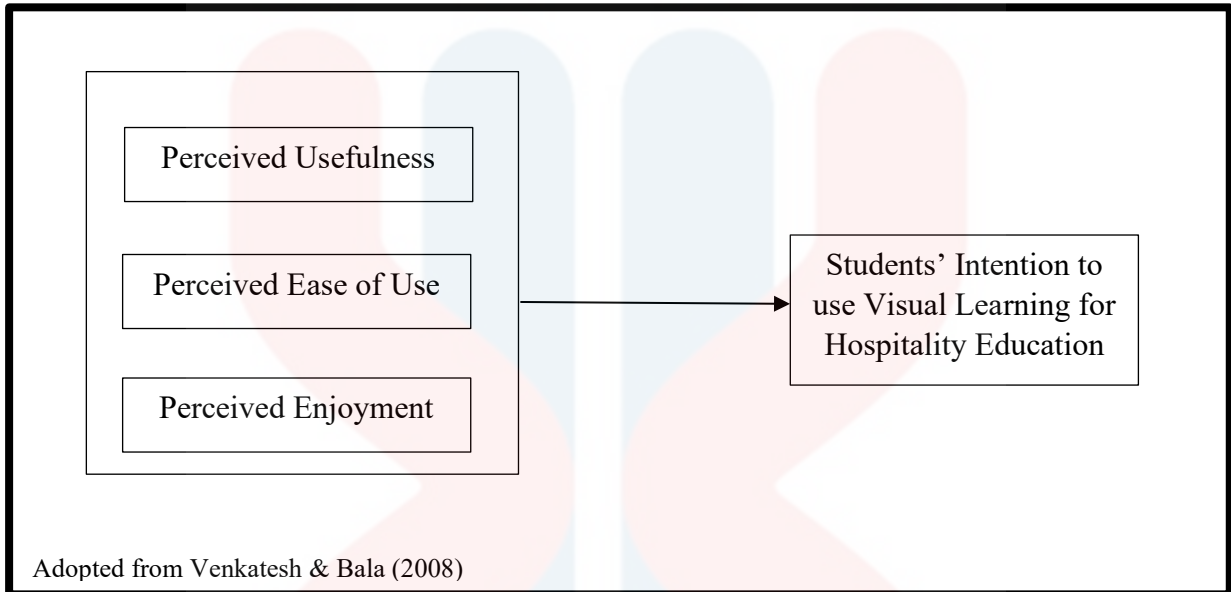 Perceived Usefulness
Perceived Ease of Use
Perceived Enjoyment
Students’ Intention to
use Visual Learning for
Hospitality Education
Adopted from Venkatesh & Bala (2008)